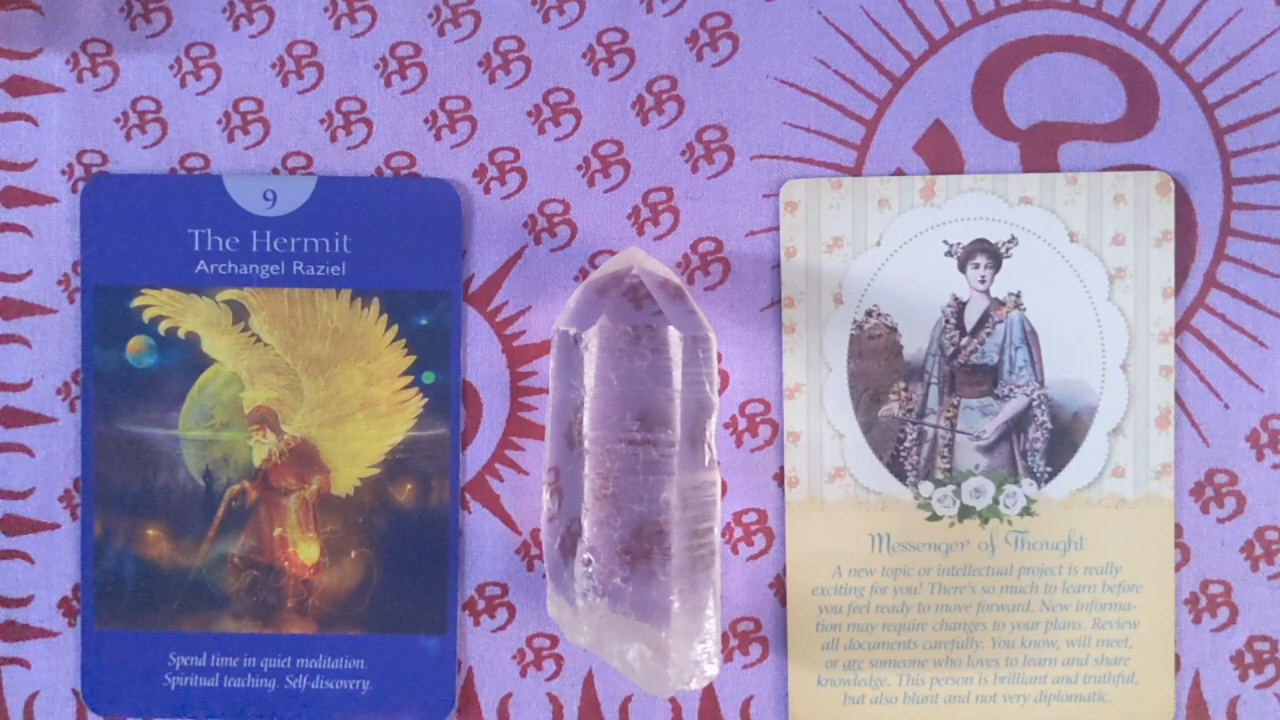 9
The Hermit
Archangel Raziel
Spend time in quiet meditation.
Spiritual teaching. Self-discovery.
Messenger of Thought
A new topic or intellectual project is really
exciting for you! There's so much to learn before
you feel ready to move forward. New informa-
tion may require changes to your plans. Review
all documents carefully. You know, will meet,
or are someone who loves to learn and share
knowledge. This person is brilliant and truthful,
but also blunt and not very diplomatic.